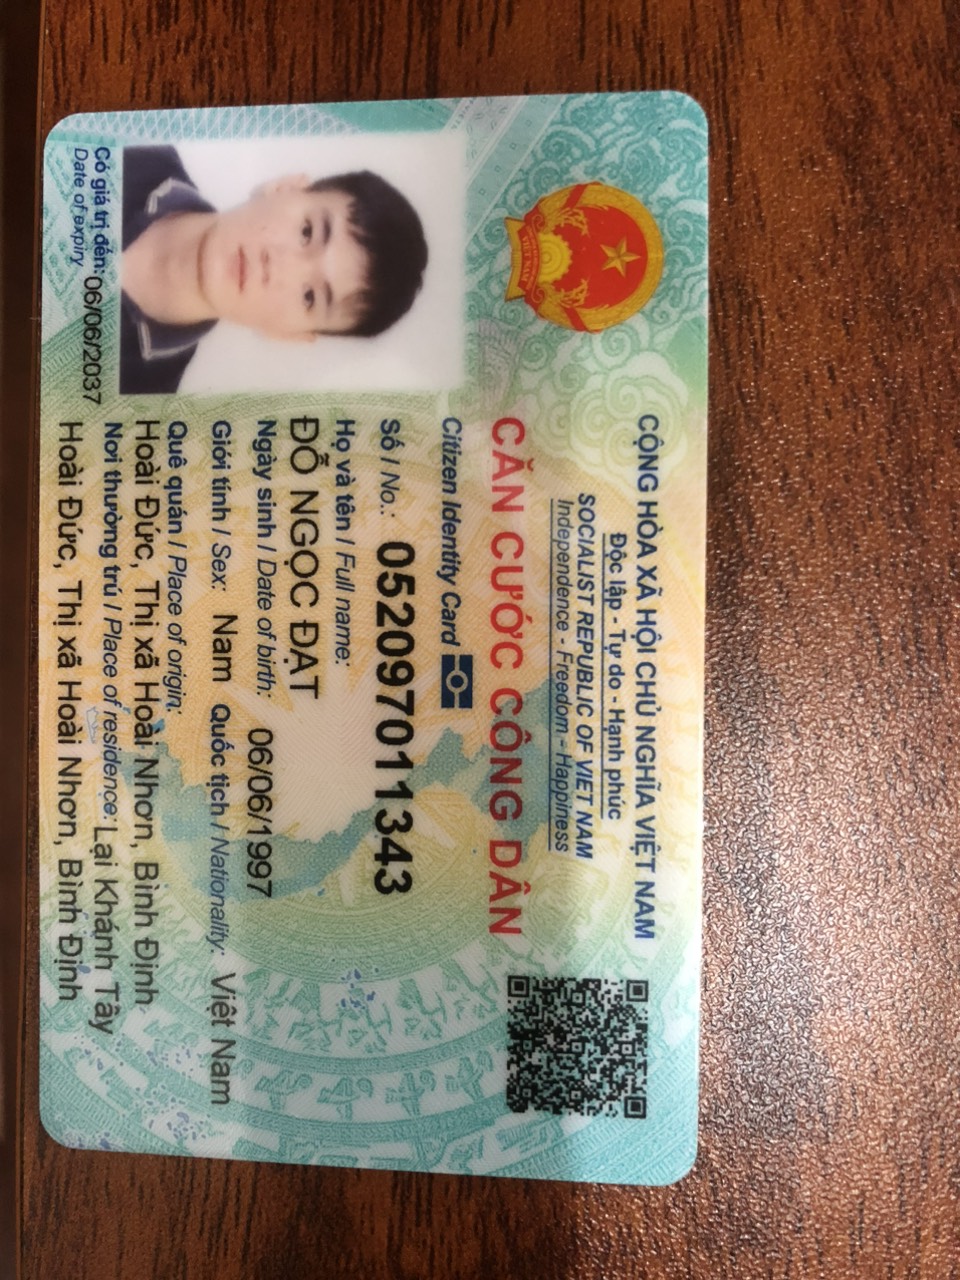 CỘNG HÒA XÃ HỘI CHỦ NGHĨA VIỆT NAM
Độc lập - Tự do - Hạnh phúc
SOCIALIST REPUBLIC OF VIET NAM
Independence - Freedom - Happiness
CĂN CƯỚC CÔNG DÂN
Citizen Identity Card
Số / No.: 052097011343
Họ và tên / Full name:
ĐỖ NGỌC ĐẠT
Ngày sinh / Date of birth: 06/06/1997
Giới tính / Sex: Nam Quốc tịch / Nationality: Việt Nam
Quê quán / Place of origin:
Hoài Đức, Thị xã Hoài Nhơn, Bình Định
Nơi thường trú / Place of residence: Lại Khánh Tây
Hoài Đức, Thị xã Hoài Nhơn, Bình Định
Có giá trị đến: 06/06/2037
Date of expiry